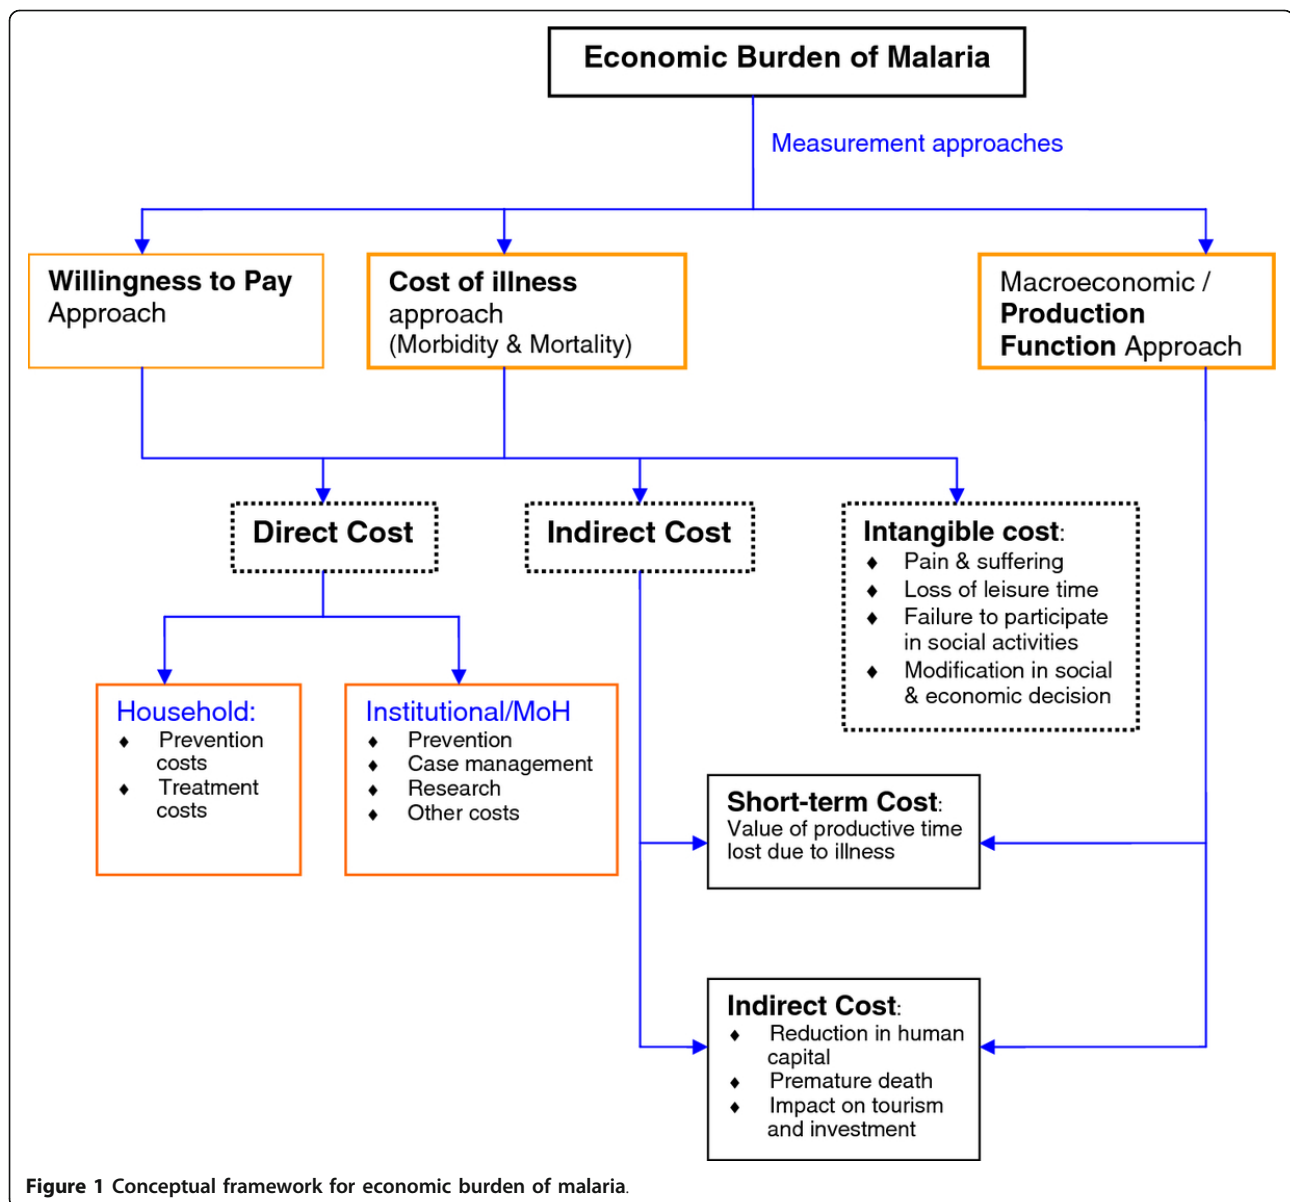 Economic Burden of Malaria
Measurement approaches
Willingness to Pay
Approach
Cost of illness
approach
(Morbidity & Mortality)
Macroeconomic /
Production
Function Approach
Direct Cost
Indirect Cost
Intangible cost:
♦ Pain & suffering
♦ Loss of leisure time
♦ Failure to participate
in social activities
♦ Modification in social
& economic decision
Household:
♦ Prevention
costs
♦ Treatment
costs
Institutional/MoH
♦ Prevention
♦ Case management
♦ Research
♦ Other costs
Short-term Cost:
Value of productive time
lost due to illness
Indirect Cost:
♦ Reduction in human
capital
♦ Premature death
♦ Impact on tourism
and investment
Figure 1 Conceptual framework for economic burden of malaria.